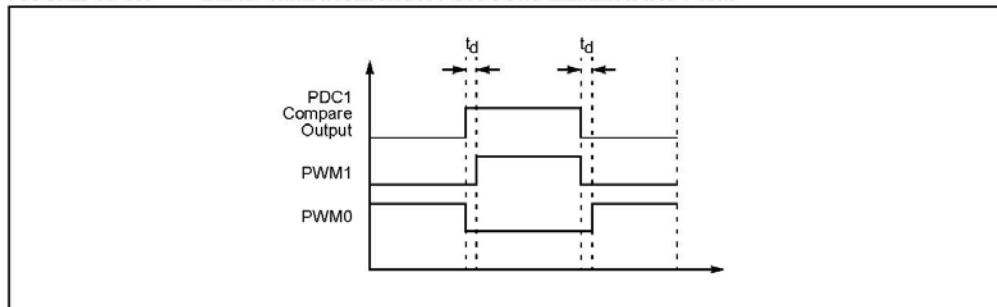 td
td
PDC1
Compare
Output
PWM1
PWM0